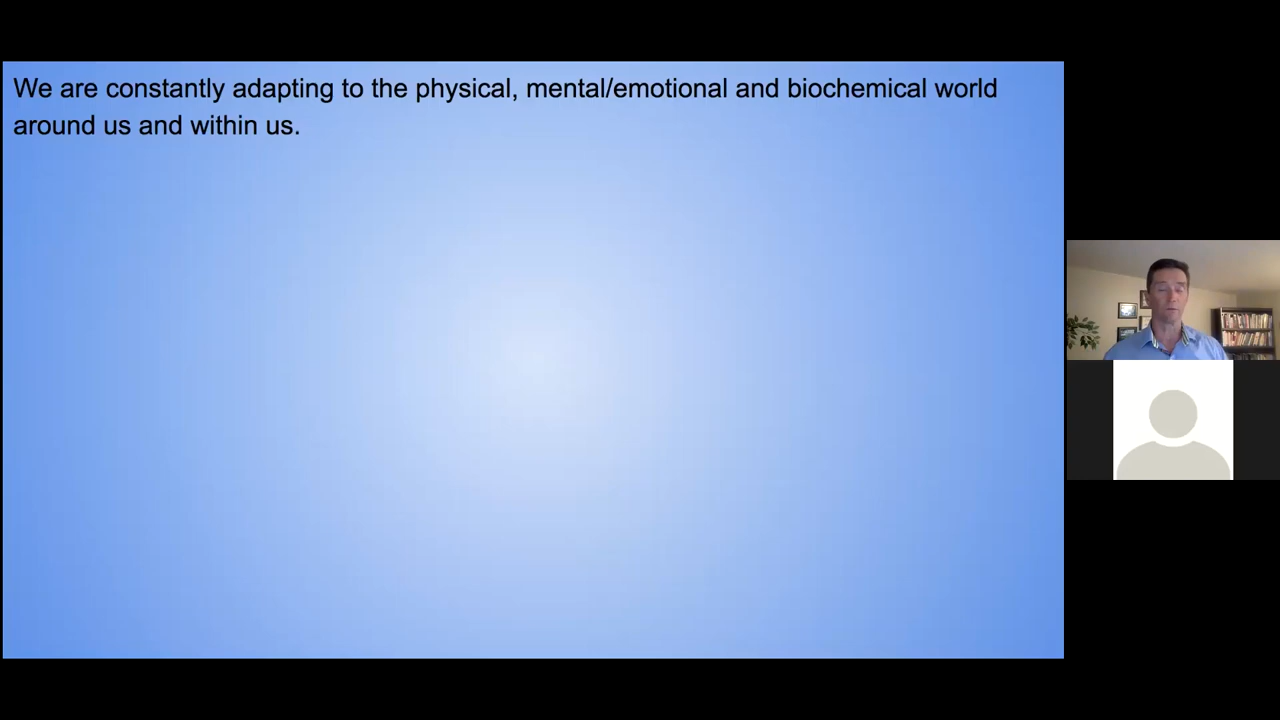 We are constantly adapting to the physical, mental/emotional and biochemical world
around us and within us.